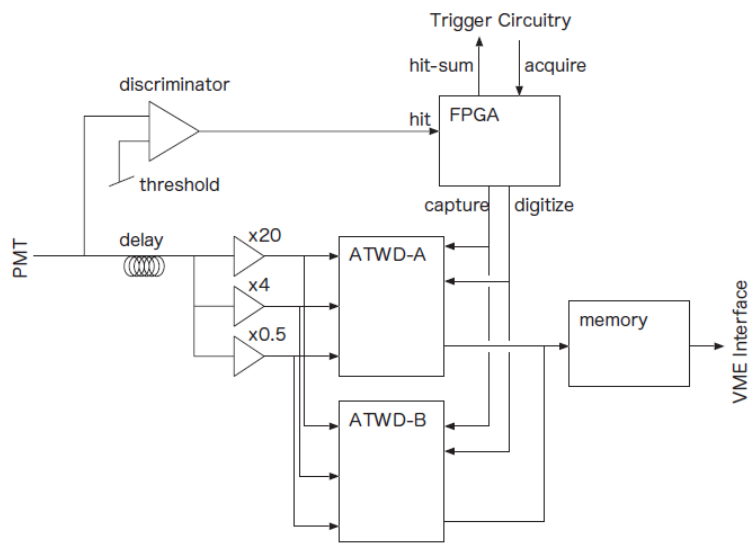 Trigger Circuitry
hit-sum acquire
discriminator
FPGA
hit
threshold
capture digitize
PMT
delay
x20
ATWD-A
x4
x0.5
memory
VME Interface
ATWD-B